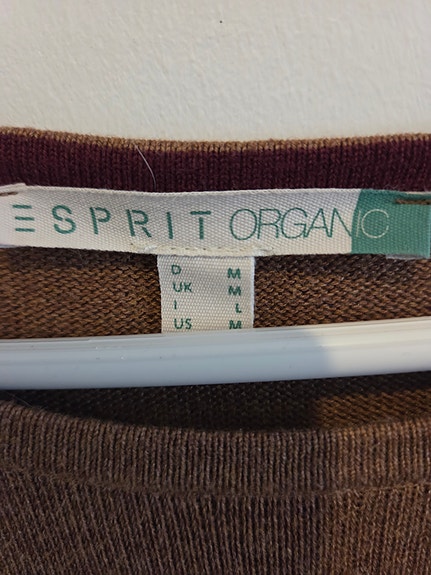 ESPRIT ORGANIC
D M
UK M
I L
US M